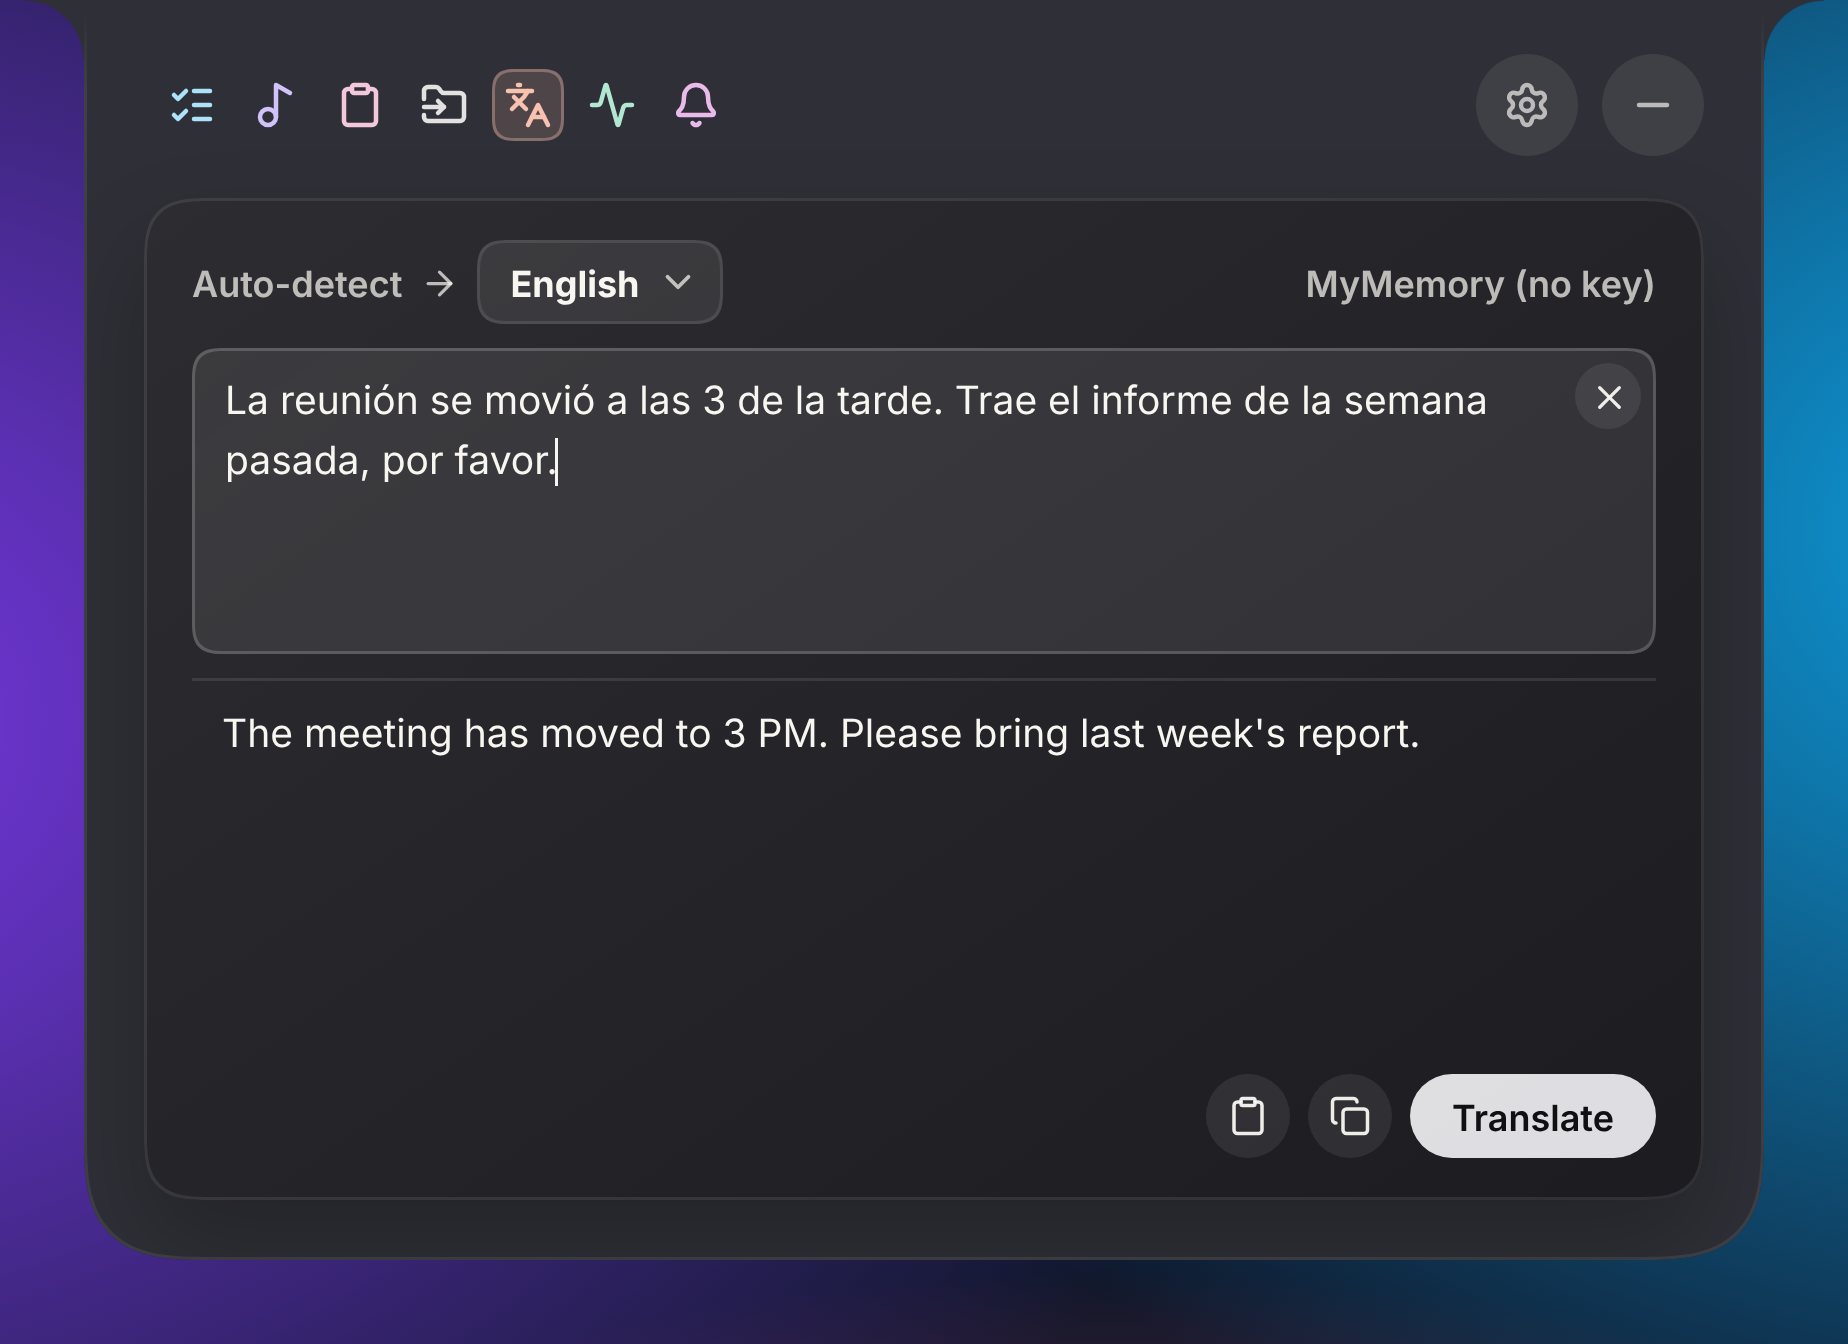 Auto-detect → English
MyMemory (no key)
La reunión se movió a las 3 de la tarde. Trae el informe de la semana
pasada, por favor.
The meeting has moved to 3 PM. Please bring last week's report.
Translate